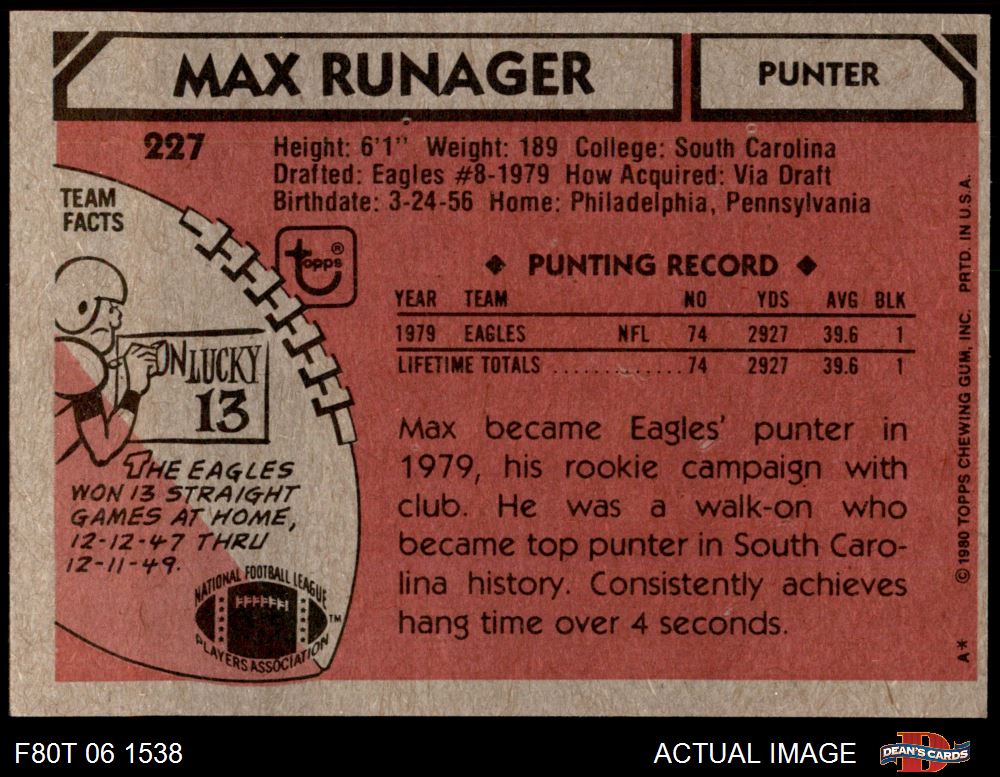 MAX RUNAGER
PUNTER
227
Height: 6'1" Weight: 189 College: South Carolina
Drafted: Eagles #8-1979 How Acquired: Via Draft
Birthdate: 3-24-56 Home: Philadelphia, Pennsylvania
TEAM
FACTS
topps®
ONLUCKY
13
THE EAGLES
WON 13 STRAIGHT
GAMES AT HOME,
12-12-47 THRU
12-11-49.
NATIONAL FOOTBALL LEAGUE
PLAYERS ASSOCIATION
TM
◆ PUNTING RECORD ◆
YEAR TEAM NO YDS AVG BLK
1979 EAGLES NFL 74 2927 39.6 1
LIFETIME TOTALS .............74 2927 39.6 1
Max became Eagles' punter in
1979, his rookie campaign with
club. He was a walk-on who
became top punter in South Caro-
lina history. Consistently achieves
hang time over 4 seconds.
A* © 1980 TOPPS CHEWING GUM, INC. PRTD. IN U.S.A.
F80T 06 1538
ACTUAL IMAGE
D
DEAN'S CARDS